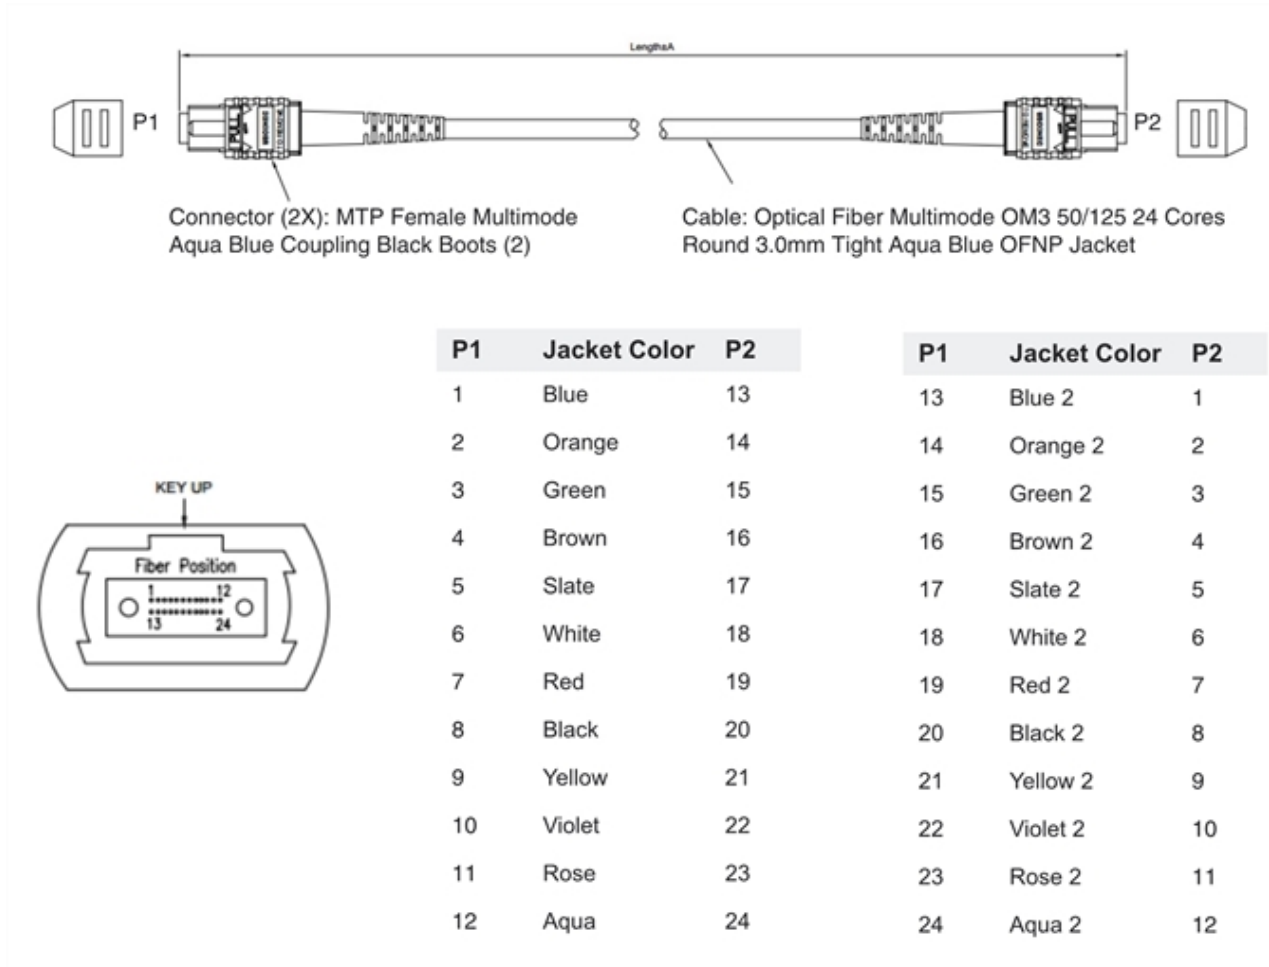 Length±A
P1
PULL
PULL
P2
Connector (2X): MTP Female Multimode
Aqua Blue Coupling Black Boots (2)
Cable: Optical Fiber Multimode OM3 50/125 24 Cores
Round 3.0mm Tight Aqua Blue OFNP Jacket
KEY UP
Fiber Position
1 12
13 24
P1 Jacket Color P2
1 Blue 13
2 Orange 14
3 Green 15
4 Brown 16
5 Slate 17
6 White 18
7 Red 19
8 Black 20
9 Yellow 21
10 Violet 22
11 Rose 23
12 Aqua 24
P1 Jacket Color P2
13 Blue 2 1
14 Orange 2 2
15 Green 2 3
16 Brown 2 4
17 Slate 2 5
18 White 2 6
19 Red 2 7
20 Black 2 8
21 Yellow 2 9
22 Violet 2 10
23 Rose 2 11
24 Aqua 2 12